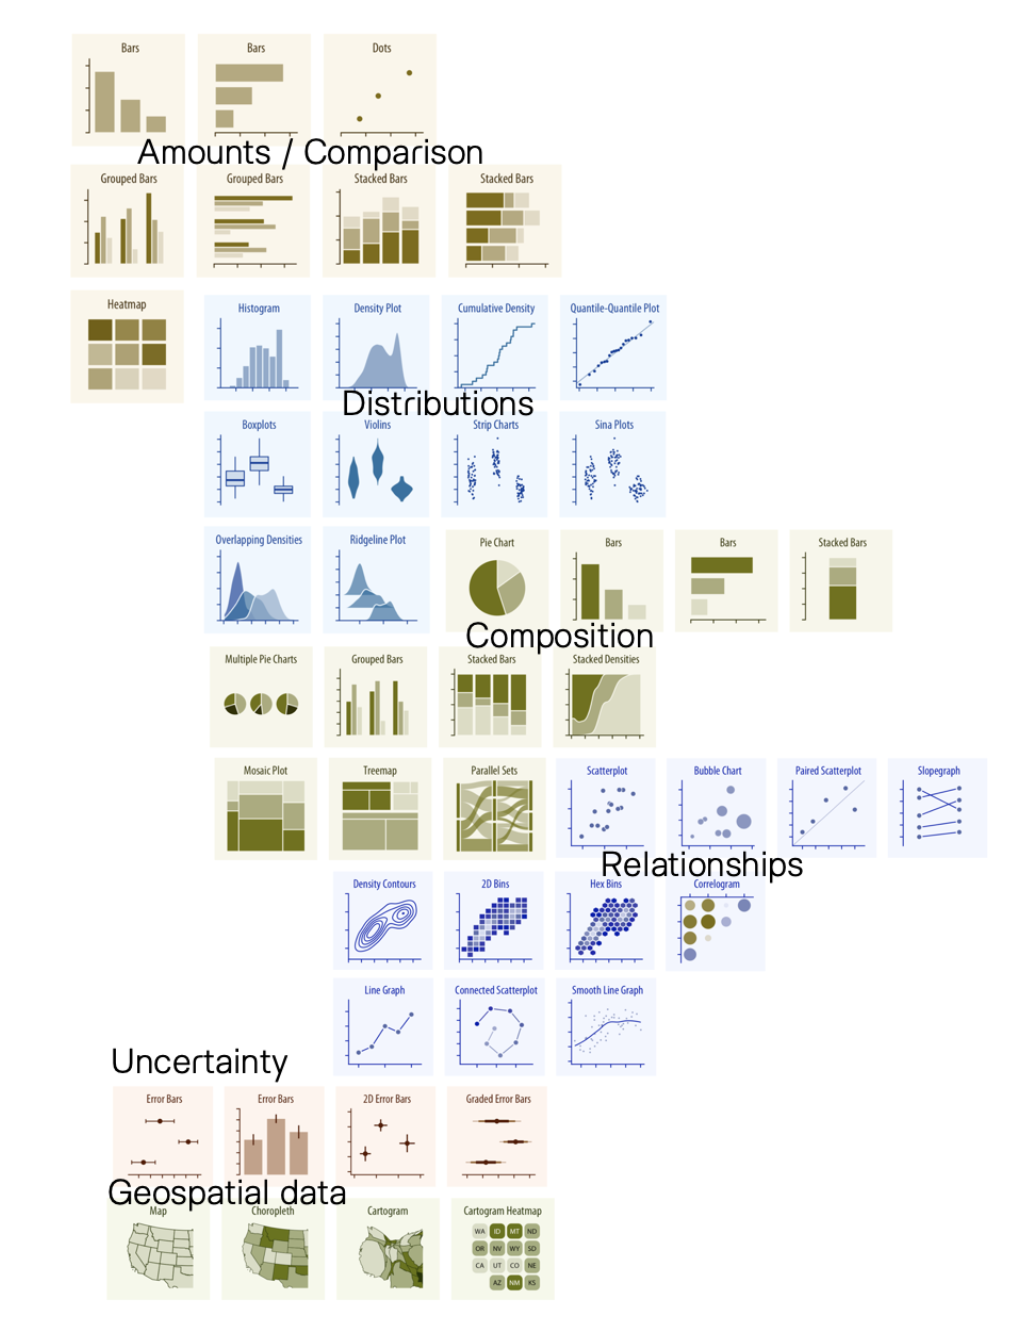 Bars Bars Dots
Amounts / Comparison
Grouped Bars Grouped Bars Stacked Bars Stacked Bars
Heatmap Histogram Density Plot Cumulative Density Quantile-Quantile Plot
Distributions
Boxplots Violins Strip Charts Sina Plots
Overlapping Densities Ridgeline Plot Pie Chart Bars Bars Stacked Bars
Composition
Multiple Pie Charts Grouped Bars Stacked Bars Stacked Densities
Mosaic Plot Treemap Parallel Sets Scatterplot Bubble Chart Paired Scatterplot Slopegraph
Relationships
Density Contours 2D Bins Hex Bins Correlogram
Line Graph Connected Scatterplot Smooth Line Graph
Uncertainty
Error Bars Error Bars 2D Error Bars Graded Error Bars
Geospatial data
Map Choropleth Cartogram Cartogram Heatmap
WA ID MT ND
OR NV WY SD
CA UT CO NE
AZ NM KS